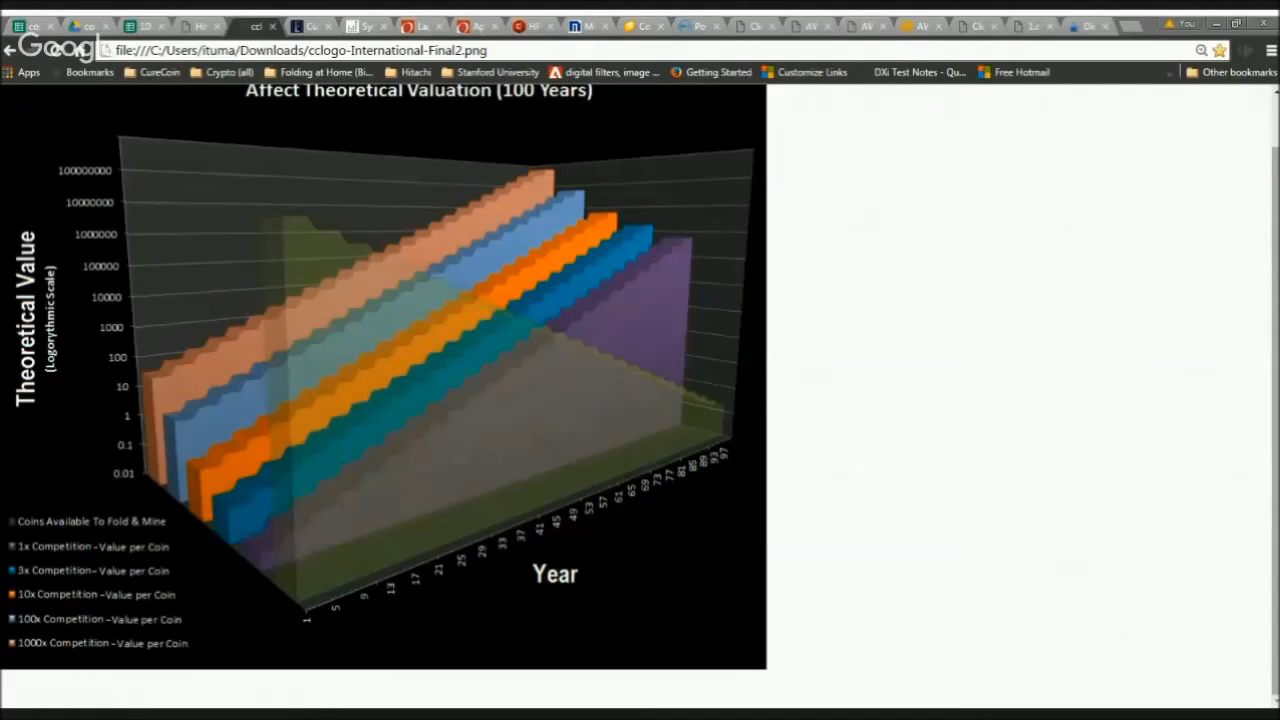 ccl
You
Google
file:///C:/Users/ituma/Downloads/cclogo-International-Final2.png
Apps Bookmarks CureCoin Crypto (all) Folding at Home (Bi... Hitachi Stanford University digital filters, image ... Getting Started Customize Links DXi Test Notes - Qu... Free Hotmail » Other bookmarks
Affect Theoretical Valuation (100 Years)
100000000
10000000
1000000
100000
10000
1000
100
10
1
0.1
0.01
Theoretical Value
(Logorythmic Scale)
1 5 9 13 17 21 25 29 33 37 41 45 49 53 57 61 65 69 73 77 81 85 89 93 97
Year
Coins Available To Fold & Mine
1x Competition -Value per Coin
3x Competition- Value per Coin
10x Competition -Value per Coin
100x Competition -Value per Coin
1000x Competition -Value per Coin